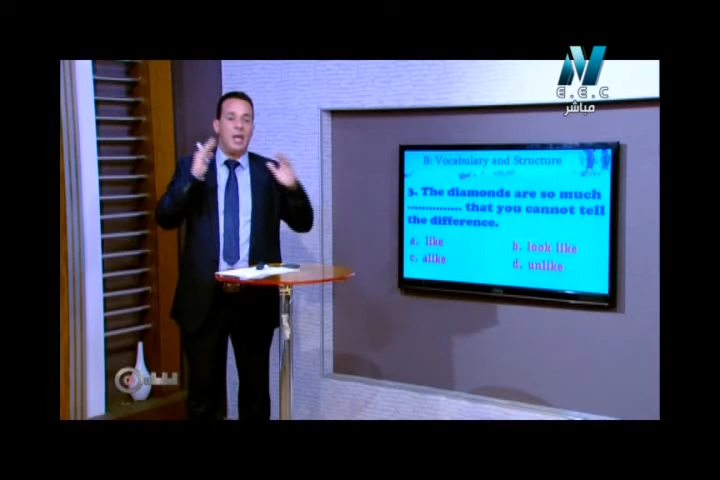 E.E.C
مباشر
B: Vocabulary and Structure
3. The diamonds are so much
.............. that you cannot tell
the difference.
a. like
b. look like
c. alike
d. unlike